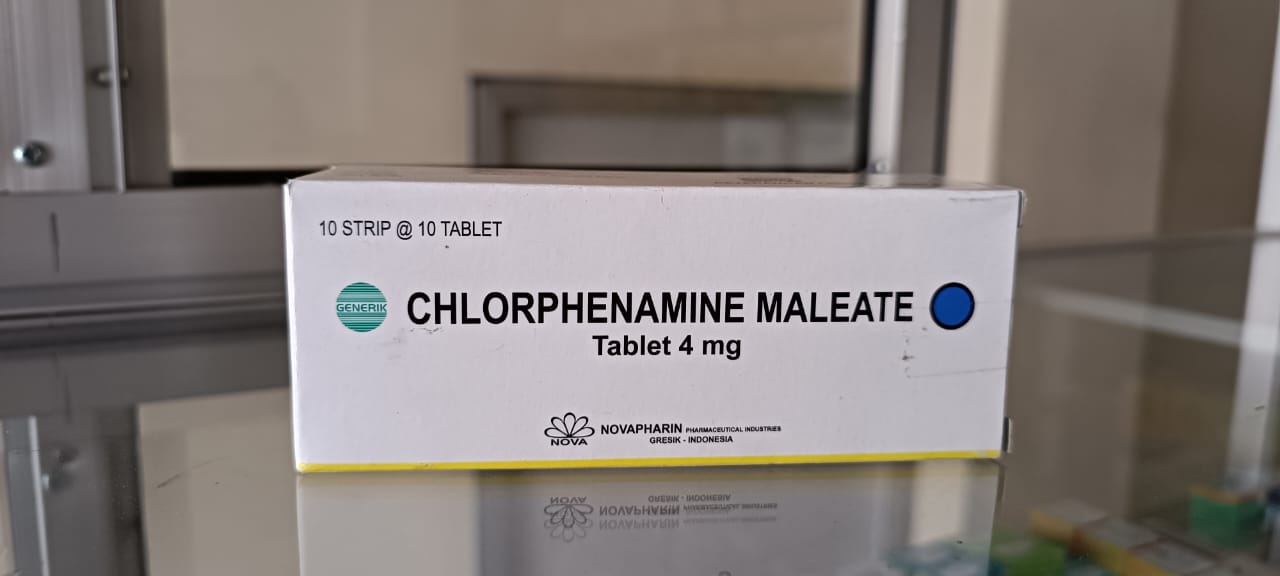 10 STRIP @ 10 TABLET
GENERIK
CHLORPHENAMINE MALEATE
Tablet 4 mg
NOVA
NOVAPHARIN PHARMACEUTICAL INDUSTRIES
GRESIK - INDONESIA